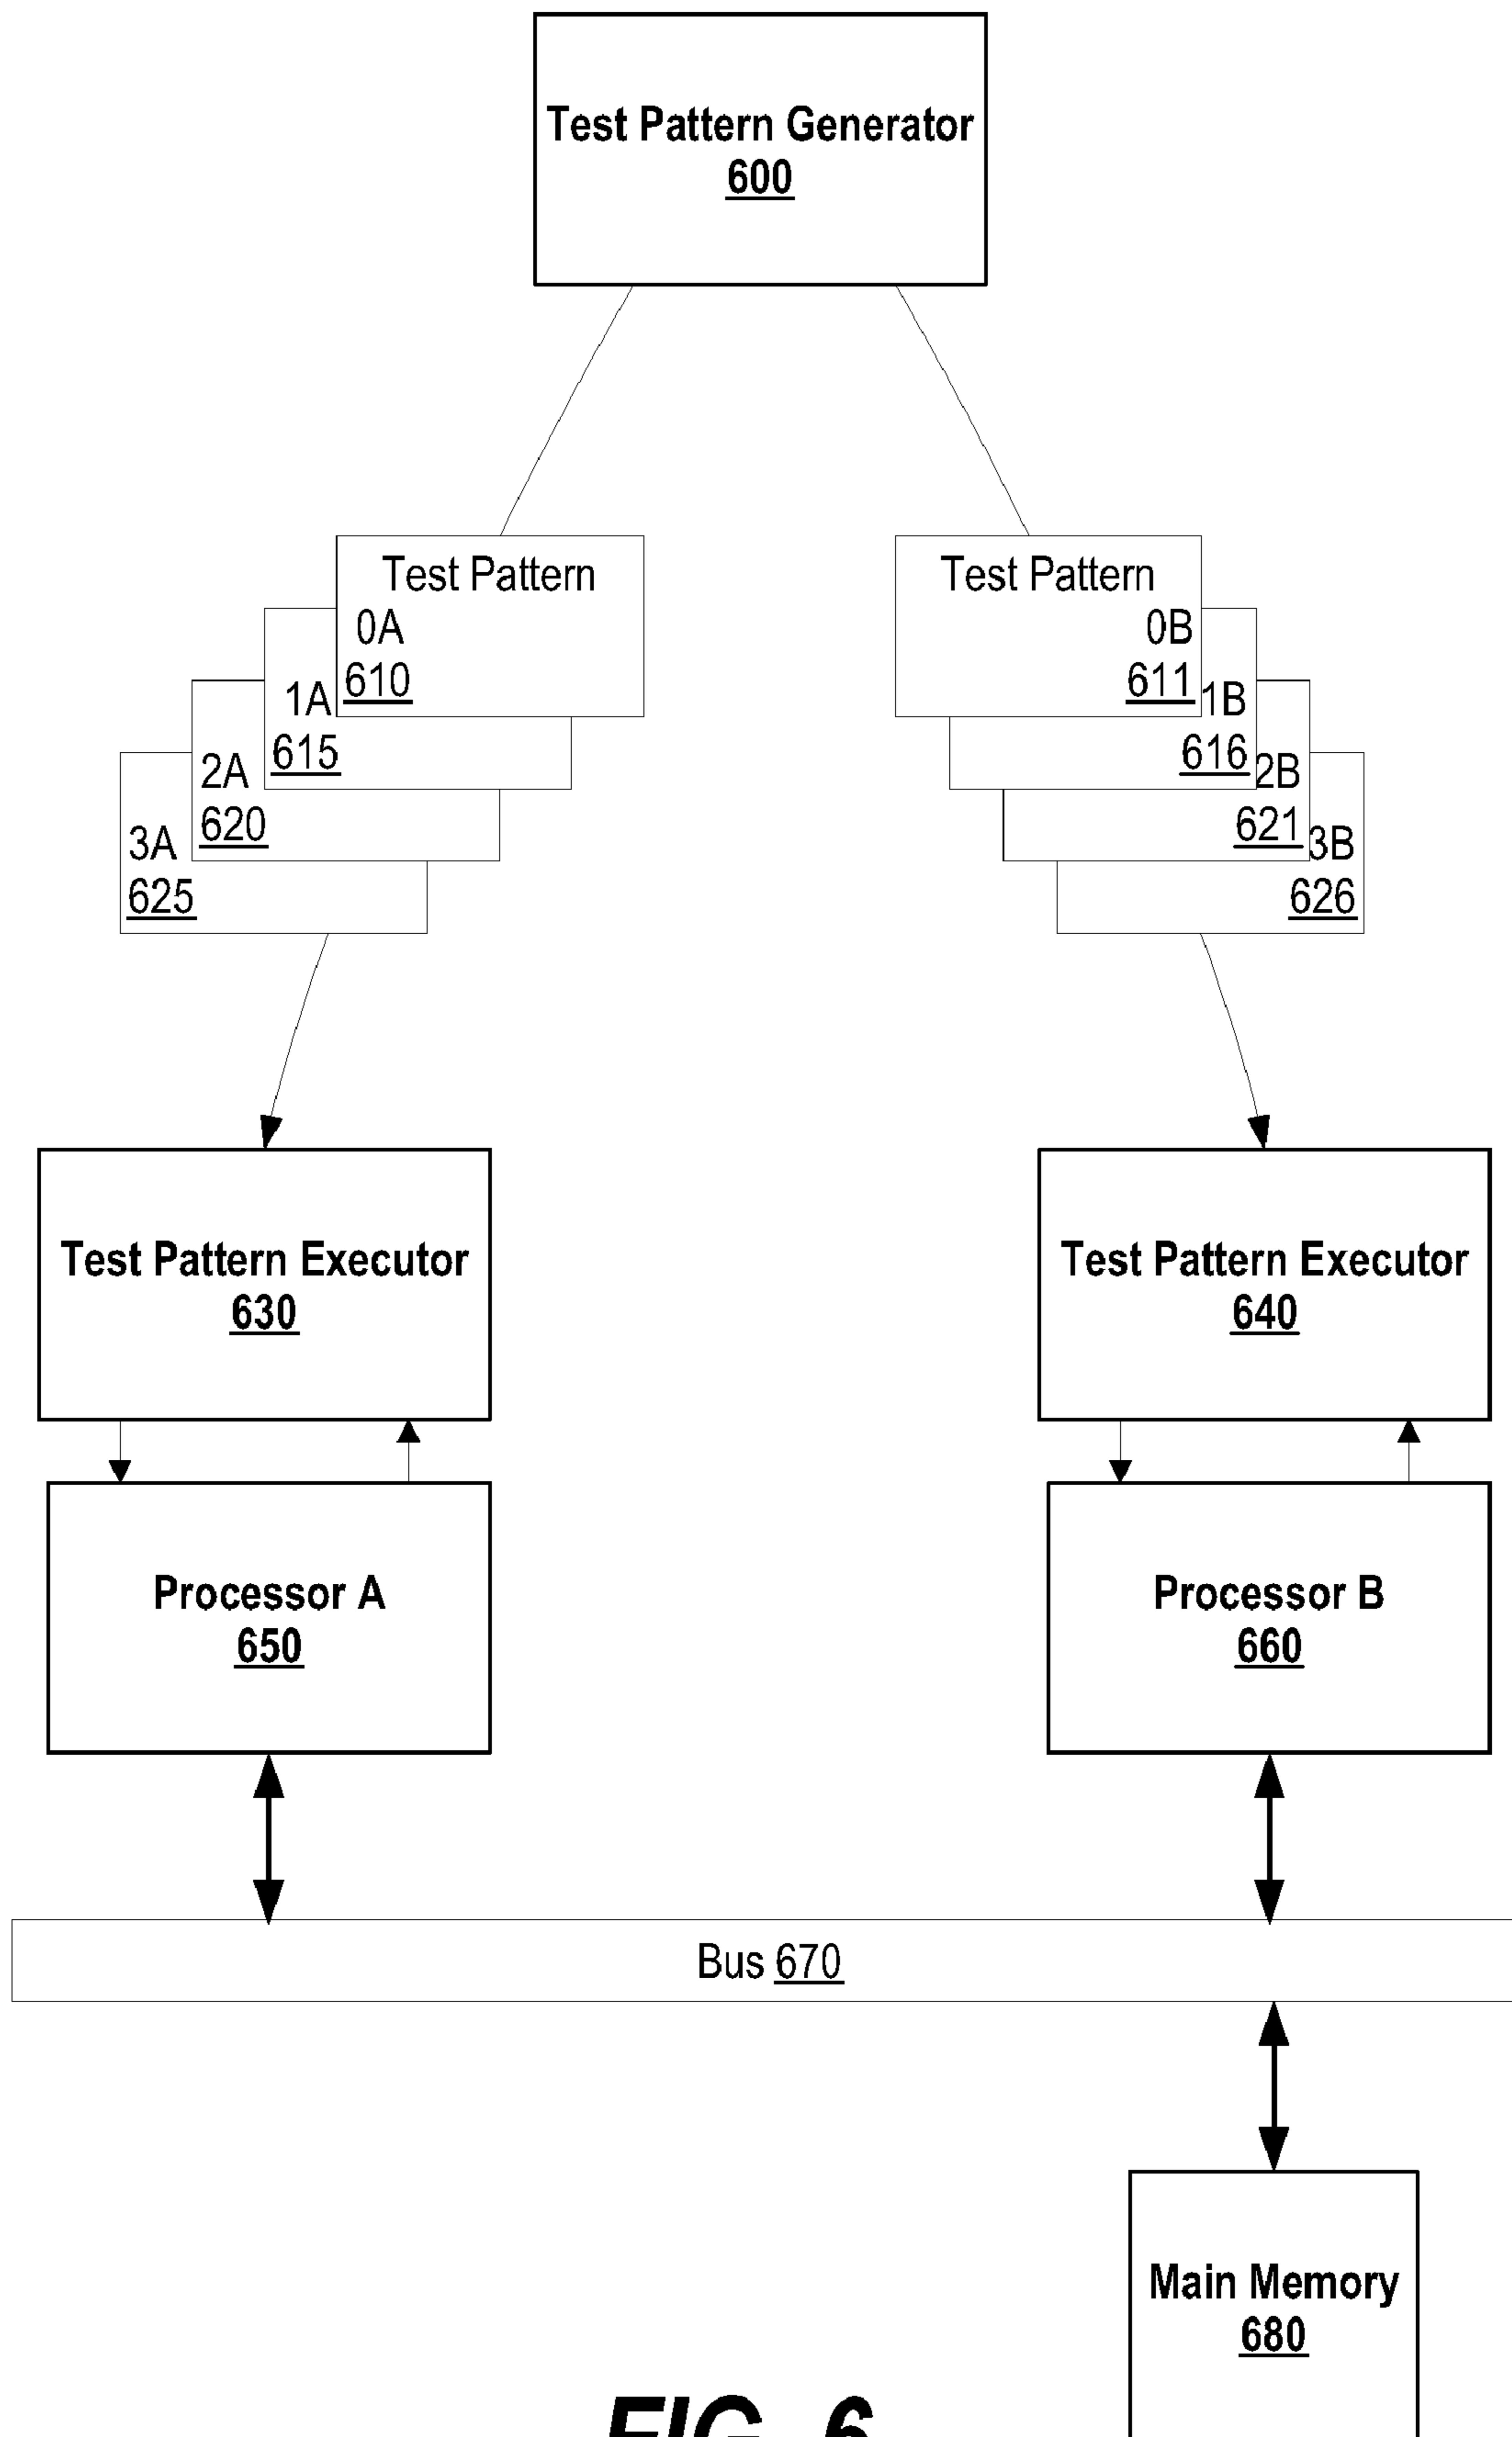 Test Pattern Generator
600
Test Pattern
0A
610
1A
615
2A
620
3A
625
Test Pattern
0B
611
1B
616
2B
621
3B
626
Test Pattern Executor
630
Test Pattern Executor
640
Processor A
650
Processor B
660
Bus 670
Main Memory
680
FIG. 6